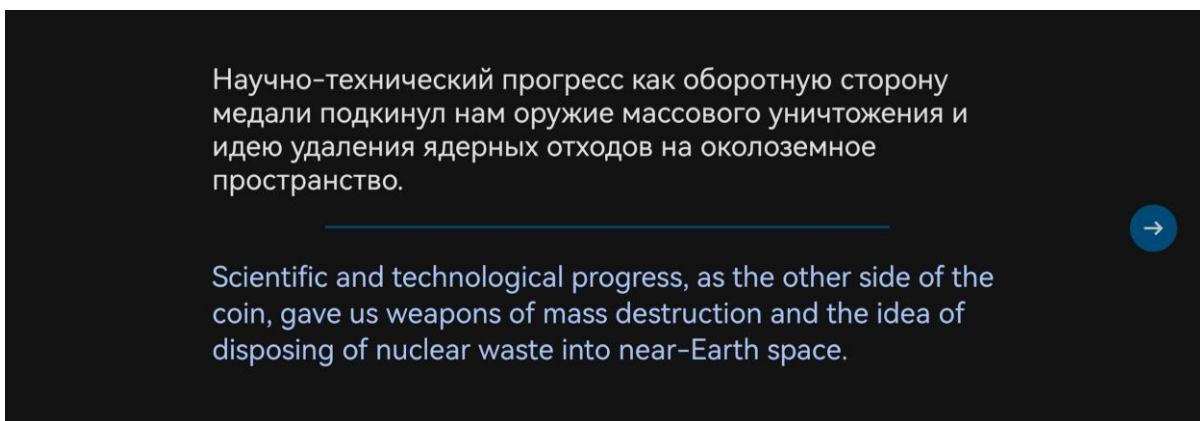 Научно-технический прогресс как оборотную сторону
медали подкинул нам оружие массового уничтожения и
идею удаления ядерных отходов на околоземное
пространство.
Scientific and technological progress, as the other side of the
coin, gave us weapons of mass destruction and the idea of
disposing of nuclear waste into near-Earth space.